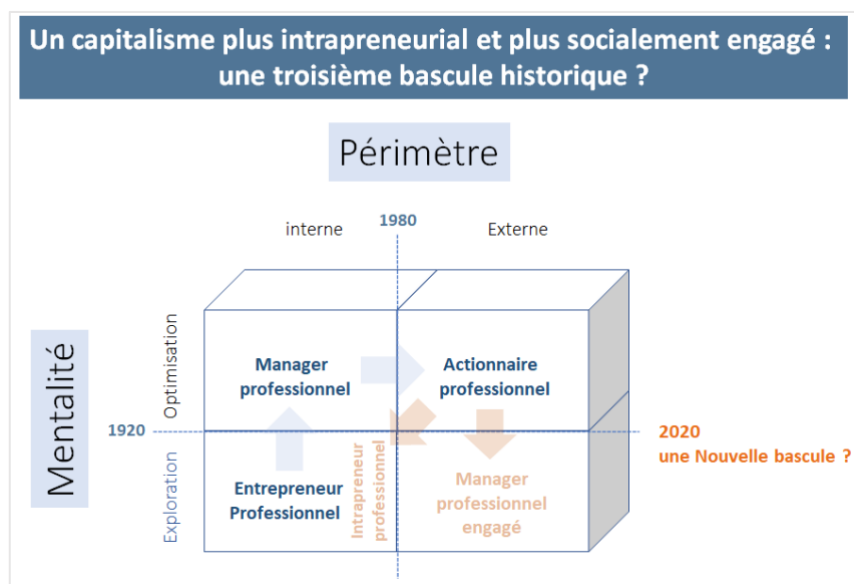 Un capitalisme plus intrapreneurial et plus socialement engagé :
une troisième bascule historique ?
Périmètre
interne
1980
Externe
Mentalité
Optimisation
Manager
professionnel
Actionnaire
professionnel
1920
2020
une Nouvelle bascule ?
Exploration
Entrepreneur
Professionnel
Intrapreneur
professionnel
Manager
professionnel
engagé